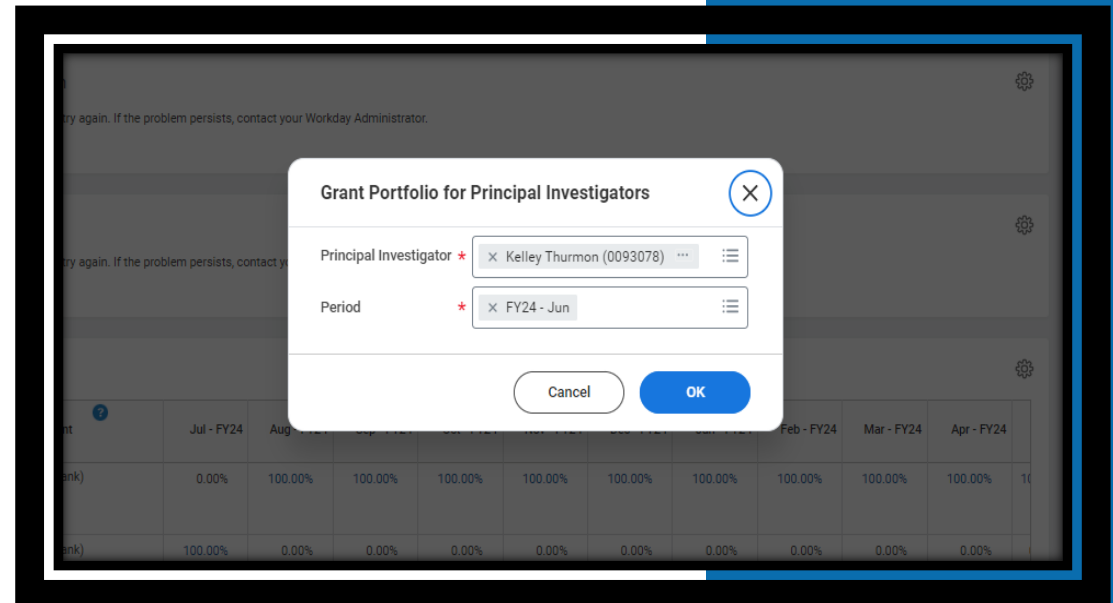 try again. If the problem persists, contact your Workday Administrator.
Grant Portfolio for Principal Investigators
try again. If the problem persists, contact
Principal Investigator * × Kelley Thurmon (0093078) ...
Period * × FY24 - Jun
Cancel OK
?
Jul - FY24 Feb - FY24 Mar - FY24 Apr - FY24
0.00% 100.00% 100.00% 100.00% 100.00% 100.00% 100.00% 100.00% 100.00% 100.00%
100.00% 0.00% 0.00% 0.00% 0.00% 0.00% 0.00% 0.00% 0.00% 0.00%